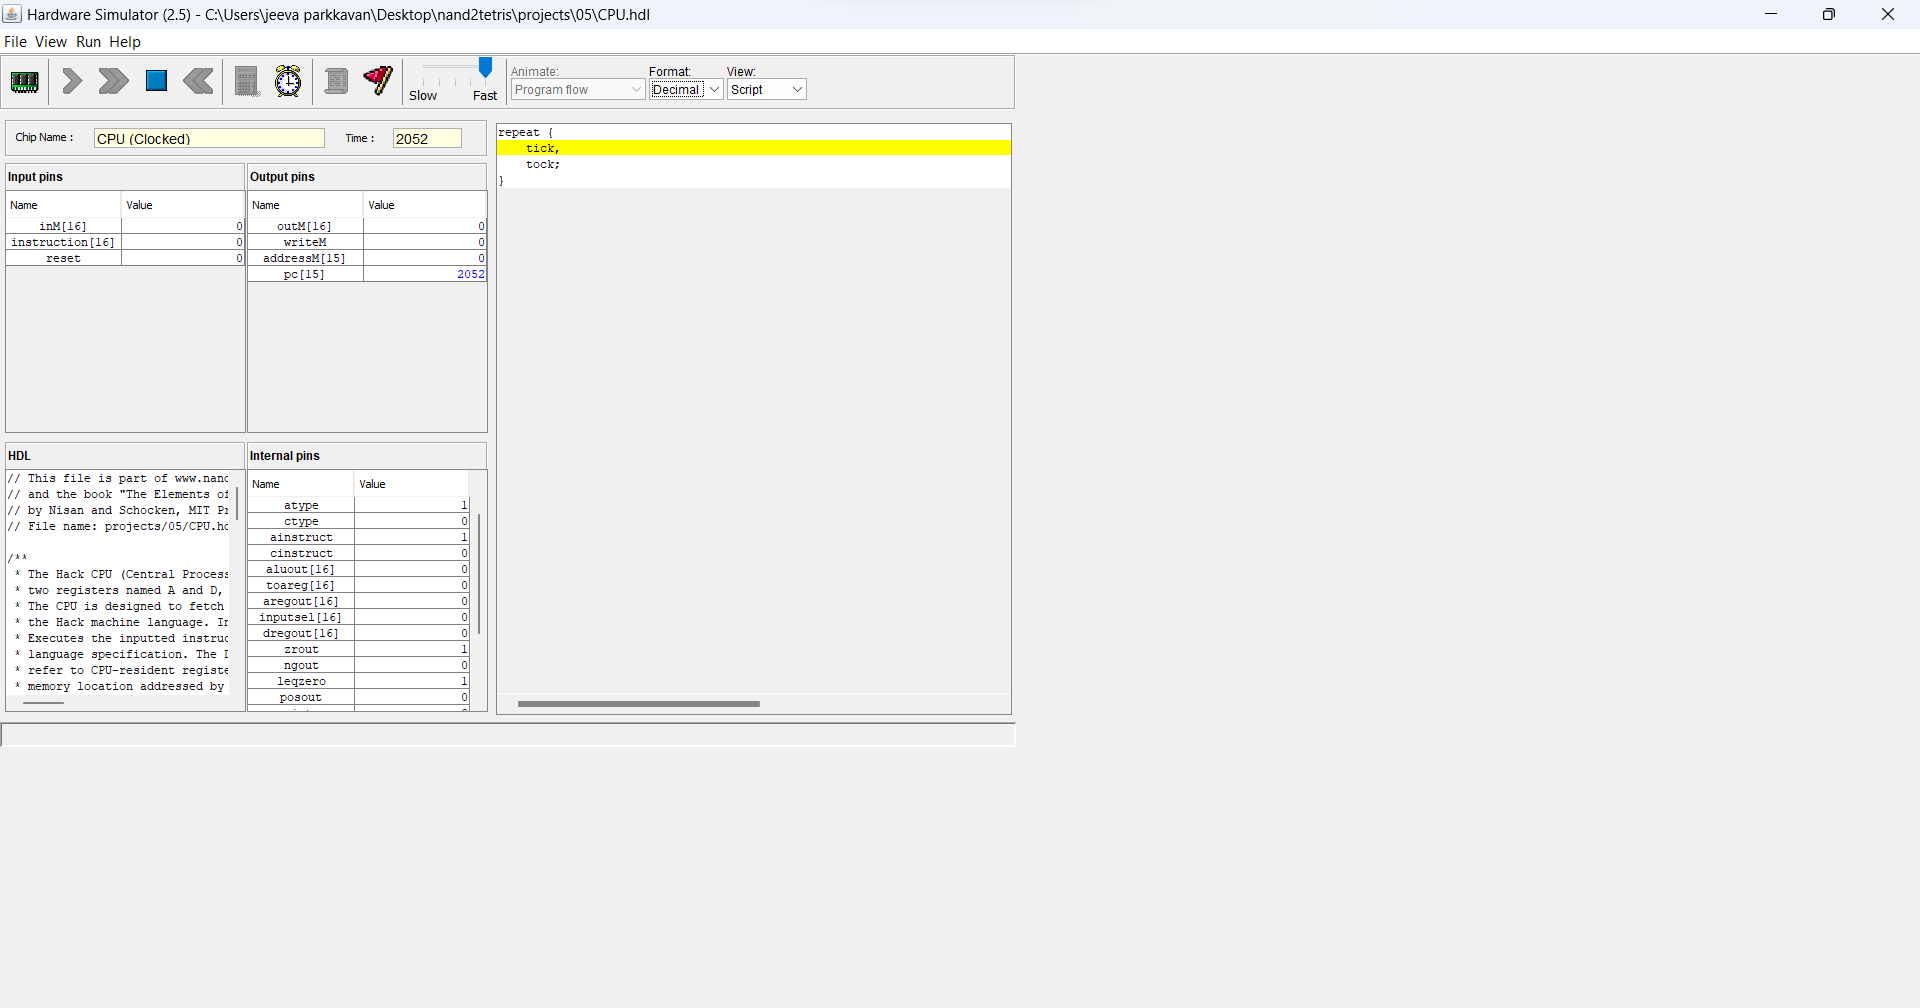 Hardware Simulator (2.5) - C:\Users\jeeva parkkavan\Desktop\nand2tetris\projects\05\CPU.hdl
File View Run Help
Slow Fast
Animate: Format: View:
Program flow Decimal Script
Chip Name : CPU (Clocked) Time : 2052
Input pins
Name Value
inM[16] 0
instruction[16] 0
reset 0
Output pins
Name Value
outM[16] 0
writeM 0
addressM[15] 0
pc[15] 2052
HDL
// This file is part of www.nand
// and the book "The Elements of
// by Nisan and Schocken, MIT
// File name: projects/05/CPU.hd
/**
* The Hack CPU (Central Process
* two registers named A and D,
* The CPU is designed to fetch
* the Hack machine language. In
* Executes the inputted instruc
* language specification. The
* refer to CPU-resident registe
* memory location addressed by
Internal pins
Name Value
atype 1
ctype 0
ainstruct 1
cinstruct 0
aluout[16] 0
toareg[16] 0
aregout[16] 0
inputsel[16] 0
dregout[16] 0
zrout 1
ngout 0
leqzero 1
posout 0
repeat {
tick,
tock;
}